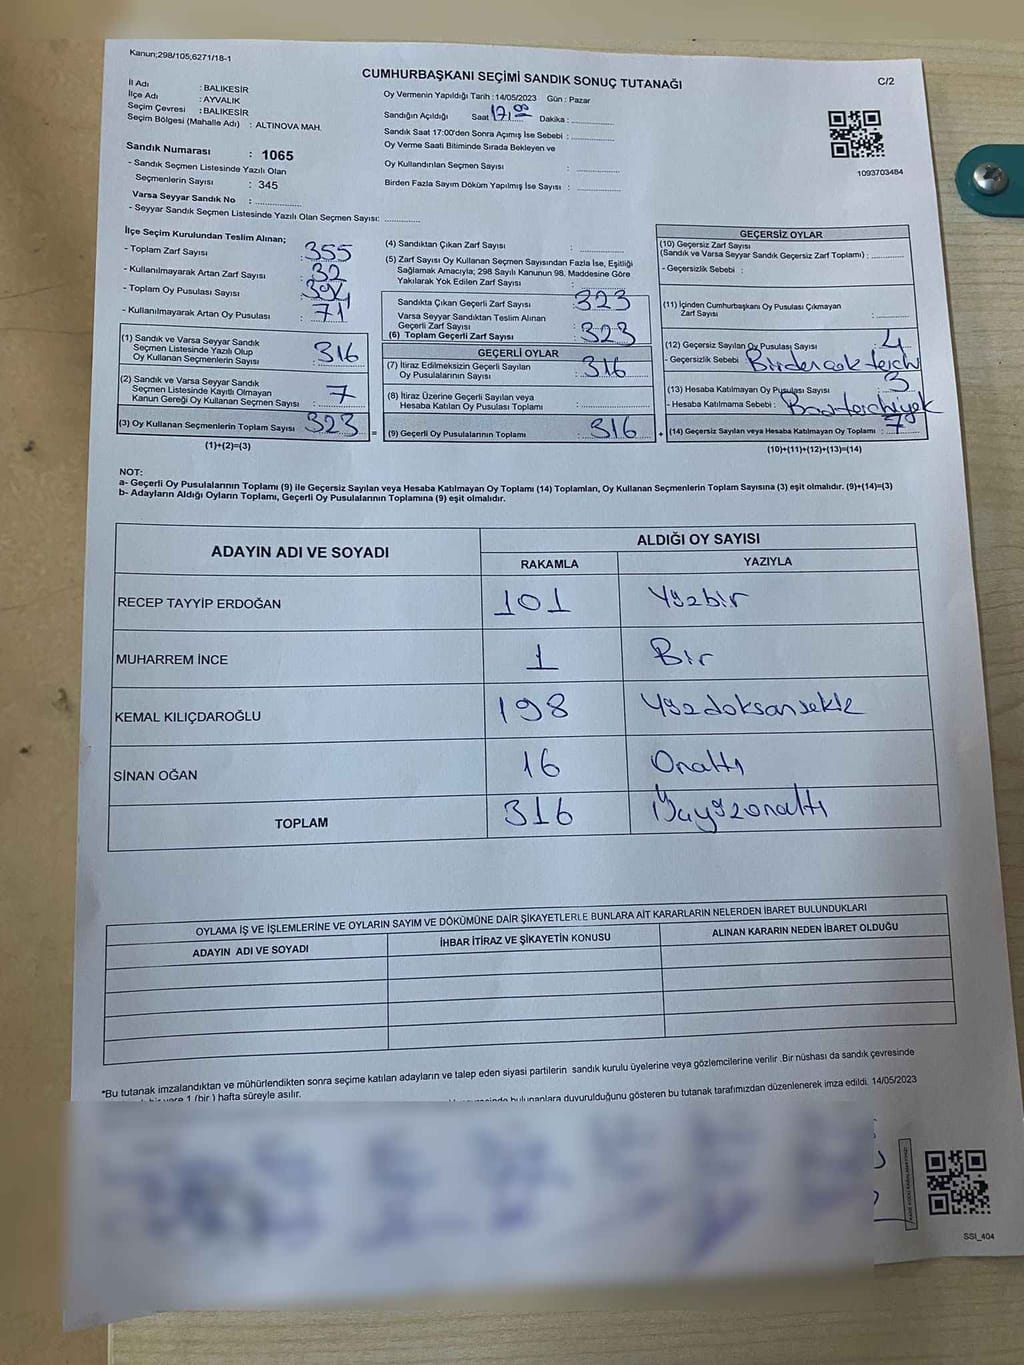 Kanun;298/105;6271/18-1
CUMHURBAŞKANI SEÇİMİ SANDIK SONUÇ TUTANAĞI
C/2
İl Adı : BALIKESİR
İlçe Adı : AYVALIK
Seçim Çevresi : BALIKESİR
Seçim Bölgesi (Mahalle Adı) : ALTINOVA MAH.
Sandık Numarası : 1065
- Sandık Seçmen Listesinde Yazılı Olan
Seçmenlerin Sayısı : 345
Varsa Seyyar Sandık No :
- Seyyar Sandık Seçmen Listesinde Yazılı Olan Seçmen Sayısı:
Oy Vermenin Yapıldığı Tarih : 14/05/2023 Gün : Pazar
Sandığın Açıldığı Saat 17,00 Dakika :
Sandık Saat 17:00'den Sonra Açımış İse Sebebi :
Oy Verme Saati Bitiminde Sırada Bekleyen ve
Oy Kullandırılan Seçmen Sayısı :
Birden Fazla Sayım Döküm Yapılmış İse Sayısı :
1093703484
İlçe Seçim Kurulundan Teslim Alınan;
- Toplam Zarf Sayısı : 355
- Kullanılmayarak Artan Zarf Sayısı : 32
- Toplam Oy Pusulası Sayısı :
- Kullanılmayarak Artan Oy Pusulası : 71
(1) Sandık ve Varsa Seyyar Sandık
Seçmen Listesinde Yazılı Olup
Oy Kullanan Seçmenlerin Sayısı : 316
(2) Sandık ve Varsa Seyyar Sandık
Seçmen Listesinde Kayıtlı Olmayan
Kanun Gereği Oy Kullanan Seçmen Sayısı : 7
(3) Oy Kullanan Seçmenlerin Toplam Sayısı : 323
(1)+(2)=(3)
(4) Sandıktan Çıkan Zarf Sayısı :
(5) Zarf Sayısı Oy Kullanan Seçmen Sayısından Fazla İse, Eşitliği
Sağlamak Amacıyla; 298 Sayılı Kanunun 98. Maddesine Göre
Yakılarak Yok Edilen Zarf Sayısı :
Sandıkta Çıkan Geçerli Zarf Sayısı : 323
Varsa Seyyar Sandıktan Teslim Alınan
Geçerli Zarf Sayısı
(6) Toplam Geçerli Zarf Sayısı : 323
GEÇERLİ OYLAR
(7) İtiraz Edilmeksizin Geçerli Sayılan
Oy Pusulalarının Sayısı : 316
(8) İtiraz Üzerine Geçerli Sayılan veya
Hesaba Katılan Oy Pusulası Toplamı :
(9) Geçerli Oy Pusulalarının Toplamı : 316
GEÇERSİZ OYLAR
(10) Geçersiz Zarf Sayısı
(Sandık ve Varsa Seyyar Sandık Geçersiz Zarf Toplamı) :
- Geçersizlik Sebebi :
(11) İçinden Cumhurbaşkanı Oy Pusulası Çıkmayan
Zarf Sayısı :
(12) Geçersiz Sayılan Oy Pusulası Sayısı : 4
- Geçersizlik Sebebi : Birden çok tercih
(13) Hesaba Katılmayan Oy Pusulası Sayısı : 3
- Hesaba Katılmama Sebebi :
(14) Geçersiz Sayılan veya Hesaba Katılmayan Oy Toplamı : 7
(10)+(11)+(12)+(13)=(14)
NOT:
a- Geçerli Oy Pusulalarının Toplamı (9) ile Geçersiz Sayılan veya Hesaba Katılmayan Oy Toplamı (14) Toplamları, Oy Kullanan Seçmenlerin Toplam Sayısına (3) eşit olmalıdır. (9)+(14)=(3)
b- Adayların Aldığı Oyların Toplamı, Geçerli Oy Pusulalarının Toplamına (9) eşit olmalıdır.
ADAYIN ADI VE SOYADI ALDIĞI OY SAYISI
RAKAMLA YAZIYLA
RECEP TAYYİP ERDOĞAN 101 Yüzbir
MUHARREM İNCE 1 Bir
KEMAL KILIÇDAROĞLU 198 Yüzdoksansekiz
SİNAN OĞAN 16 Onaltı
TOPLAM 316 Üçyüzonaltı
OYLAMA İŞ VE İŞLEMLERİNE VE OYLARIN SAYIM VE DÖKÜMÜNE DAİR ŞİKAYETLERLE BUNLARA AİT KARARLARIN NELERDEN İBARET BULUNDUKLARI
ADAYIN ADI VE SOYADI İHBAR İTİRAZ VE ŞİKAYETİN KONUSU ALINAN KARARIN NEDEN İBARET OLDUĞU
*Bu tutanak imzalandıktan ve mühürlendikten sonra seçime katılan adayların ve talep eden siyasi partilerin sandık kurulu üyelerine veya gözlemcilerine verilir .Bir nüshası da sandık çevresinde
1 (bir ) hafta süreyle asılır.
bulunanlara duyurulduğunu gösteren bu tutanak tarafımızdan düzenlenerek imza edildi. 14/05/2023
SSI_404